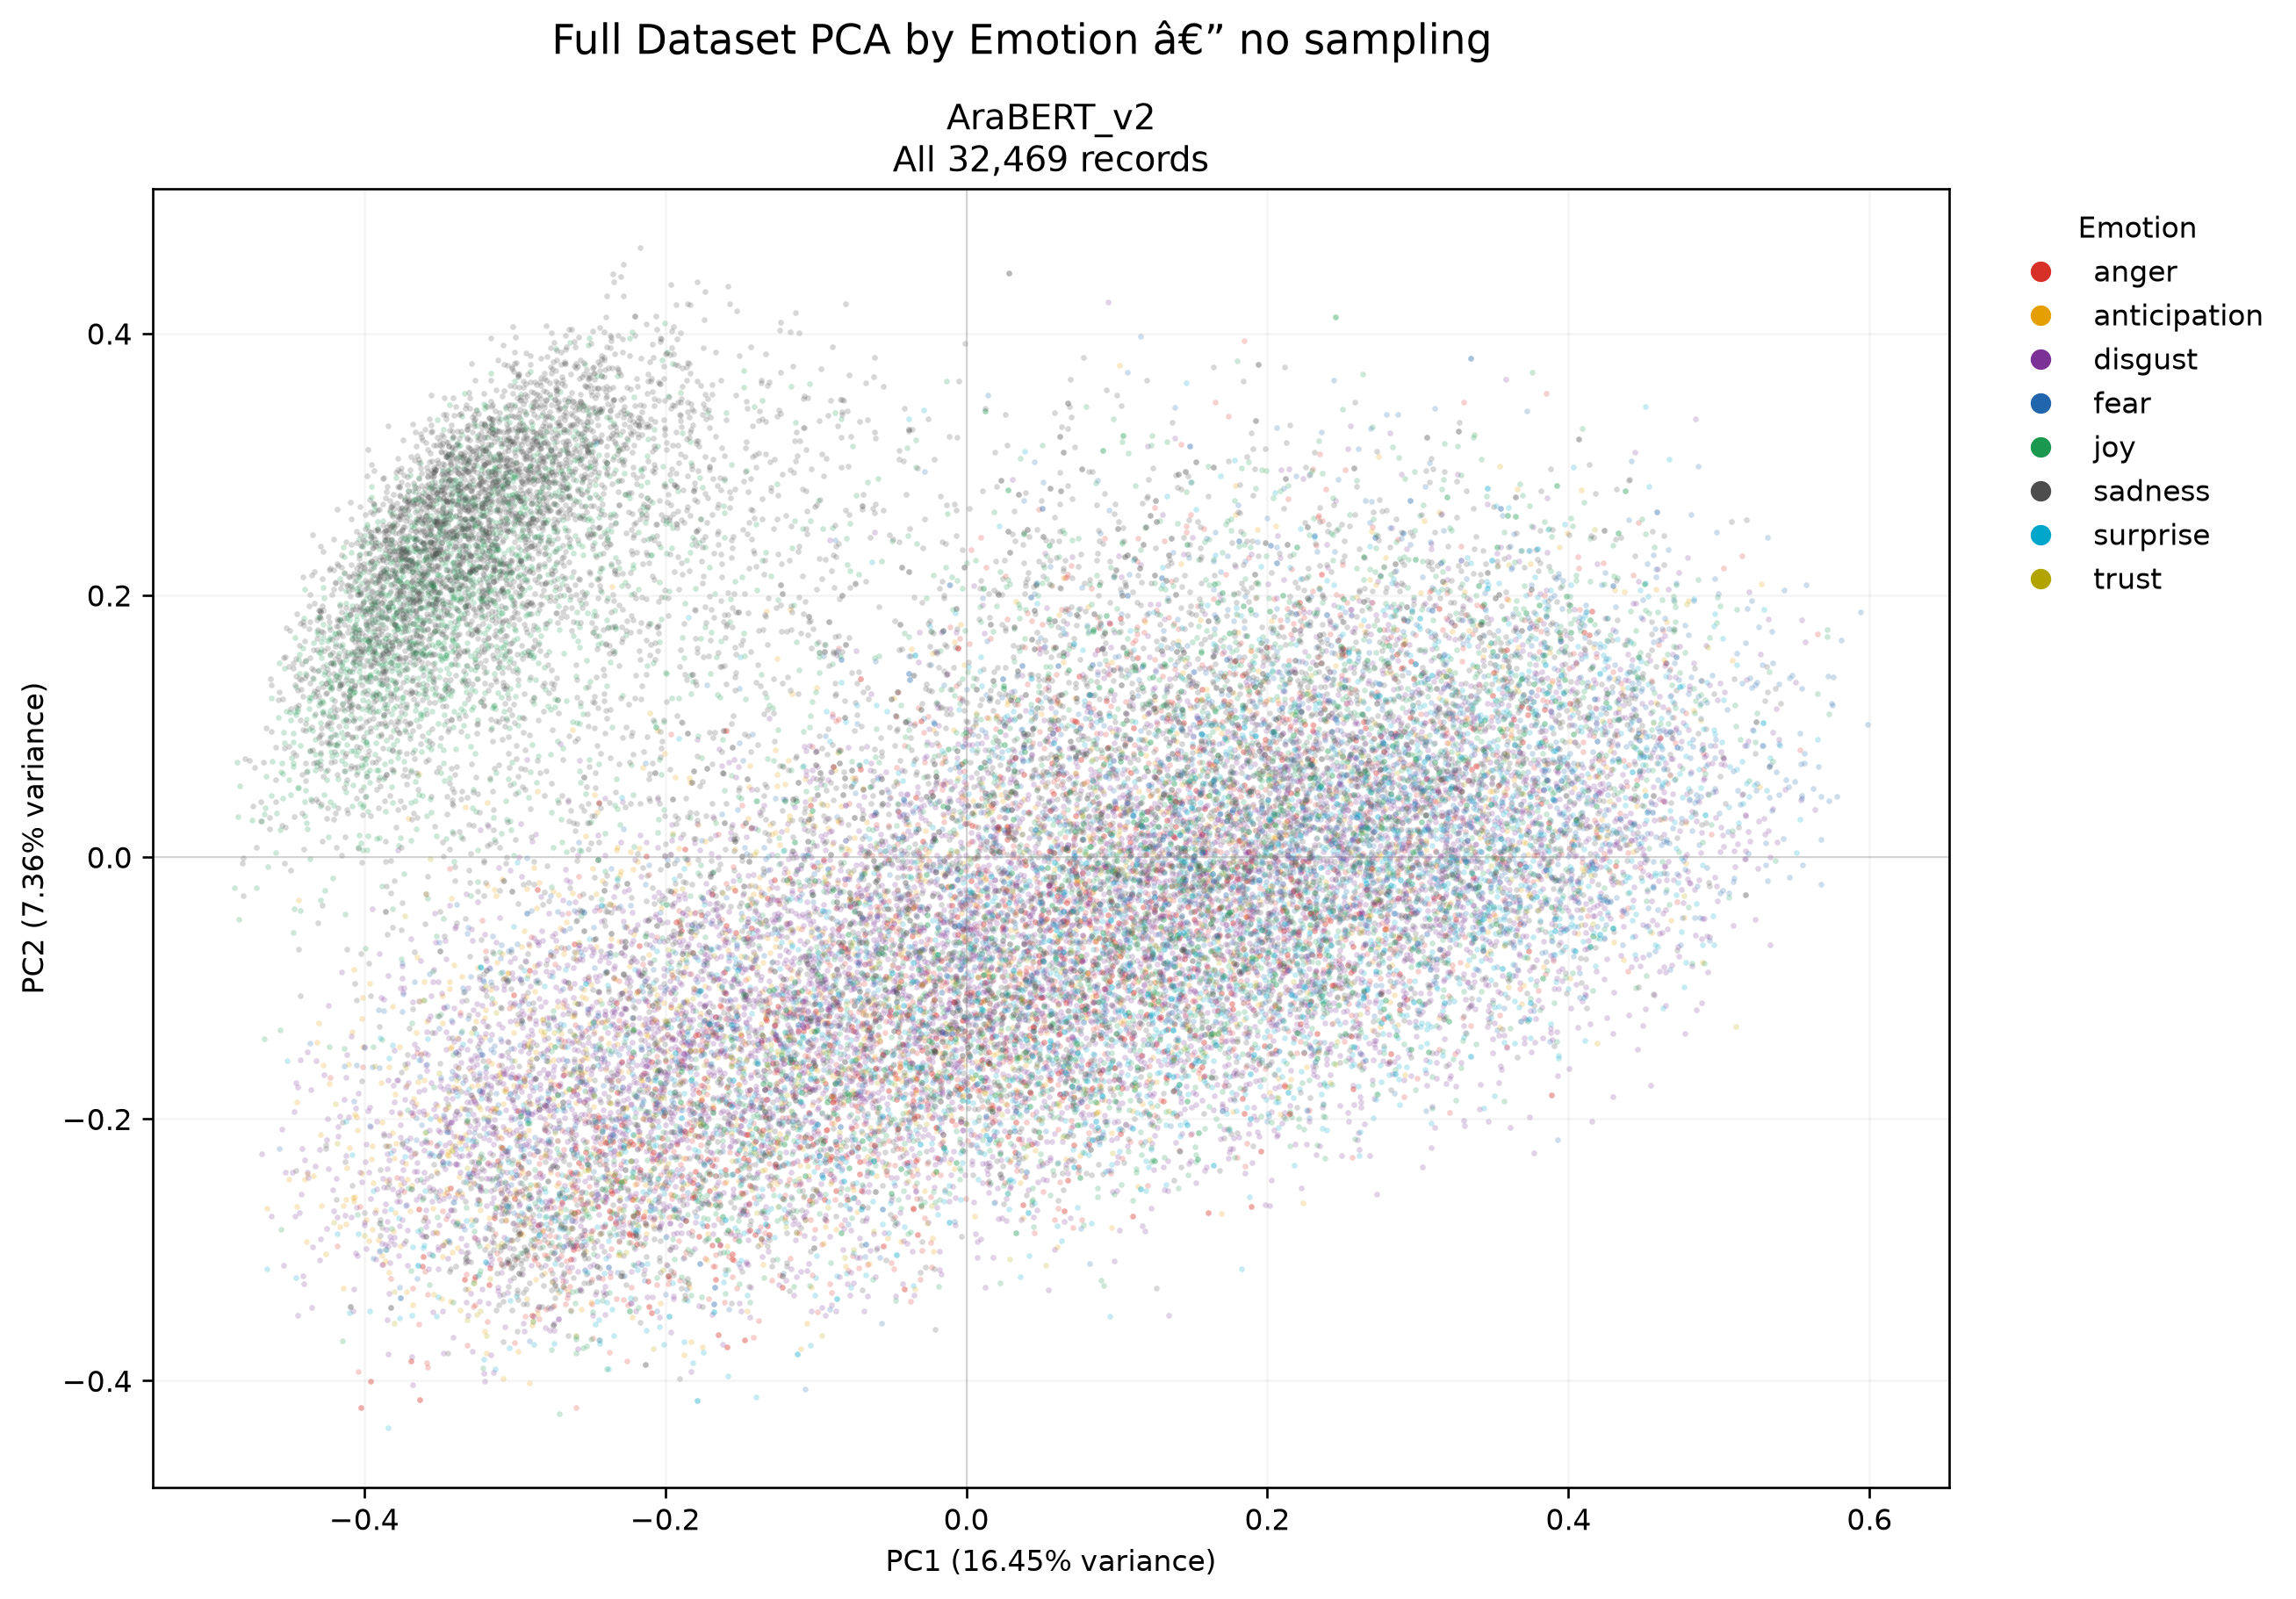 Full Dataset PCA by Emotion â€” no sampling
AraBERT_v2
All 32,469 records
Emotion
anger
anticipation
disgust
fear
joy
sadness
surprise
trust
PC2 (7.36% variance)
0.4
0.2
0.0
−0.2
−0.4
−0.4
−0.2
0.0
0.2
0.4
0.6
PC1 (16.45% variance)